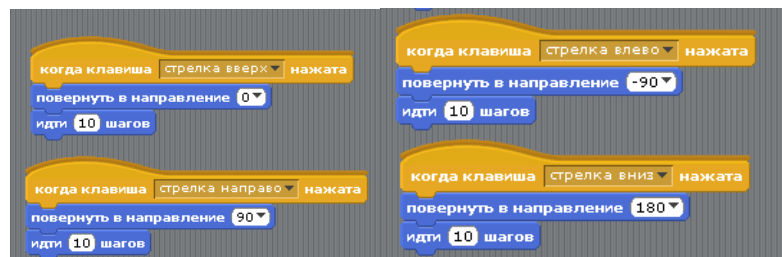 когда клавиша стрелка вверх нажата
повернуть в направление 0
идти 10 шагов
когда клавиша стрелка направо нажата
повернуть в направление 90
идти 10 шагов
когда клавиша стрелка влево нажата
повернуть в направление -90
идти 10 шагов
когда клавиша стрелка вниз нажата
повернуть в направление 180
идти 10 шагов